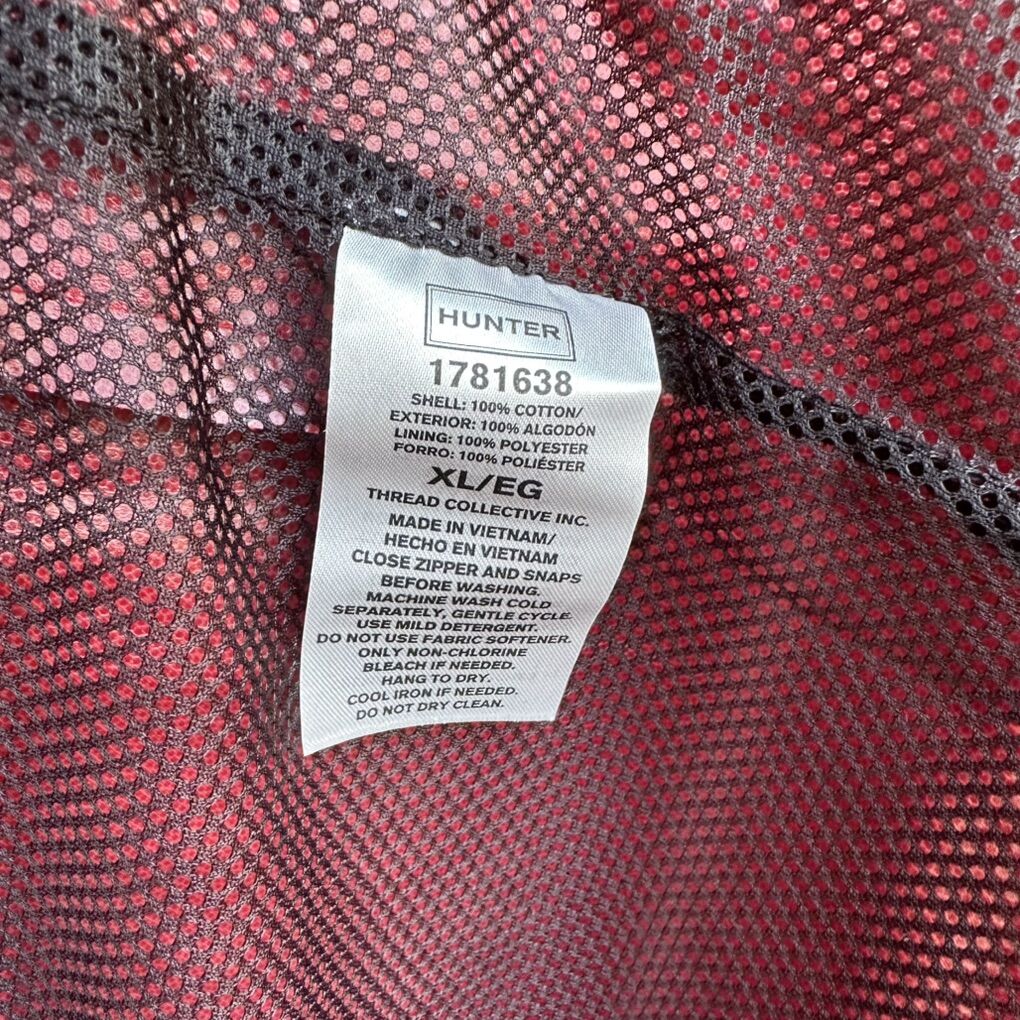 HUNTER
1781638
SHELL: 100% COTTON/
EXTERIOR: 100% ALGODÓN
LINING: 100% POLYESTER
FORRO: 100% POLIÉSTER
XL/EG
THREAD COLLECTIVE INC.
MADE IN VIETNAM/
HECHO EN VIETNAM
CLOSE ZIPPER AND SNAPS
BEFORE WASHING.
MACHINE WASH COLD
SEPARATELY, GENTLE CYCLE.
USE MILD DETERGENT.
DO NOT USE FABRIC SOFTENER.
ONLY NON-CHLORINE
BLEACH IF NEEDED.
HANG TO DRY.
COOL IRON IF NEEDED.
DO NOT DRY CLEAN.